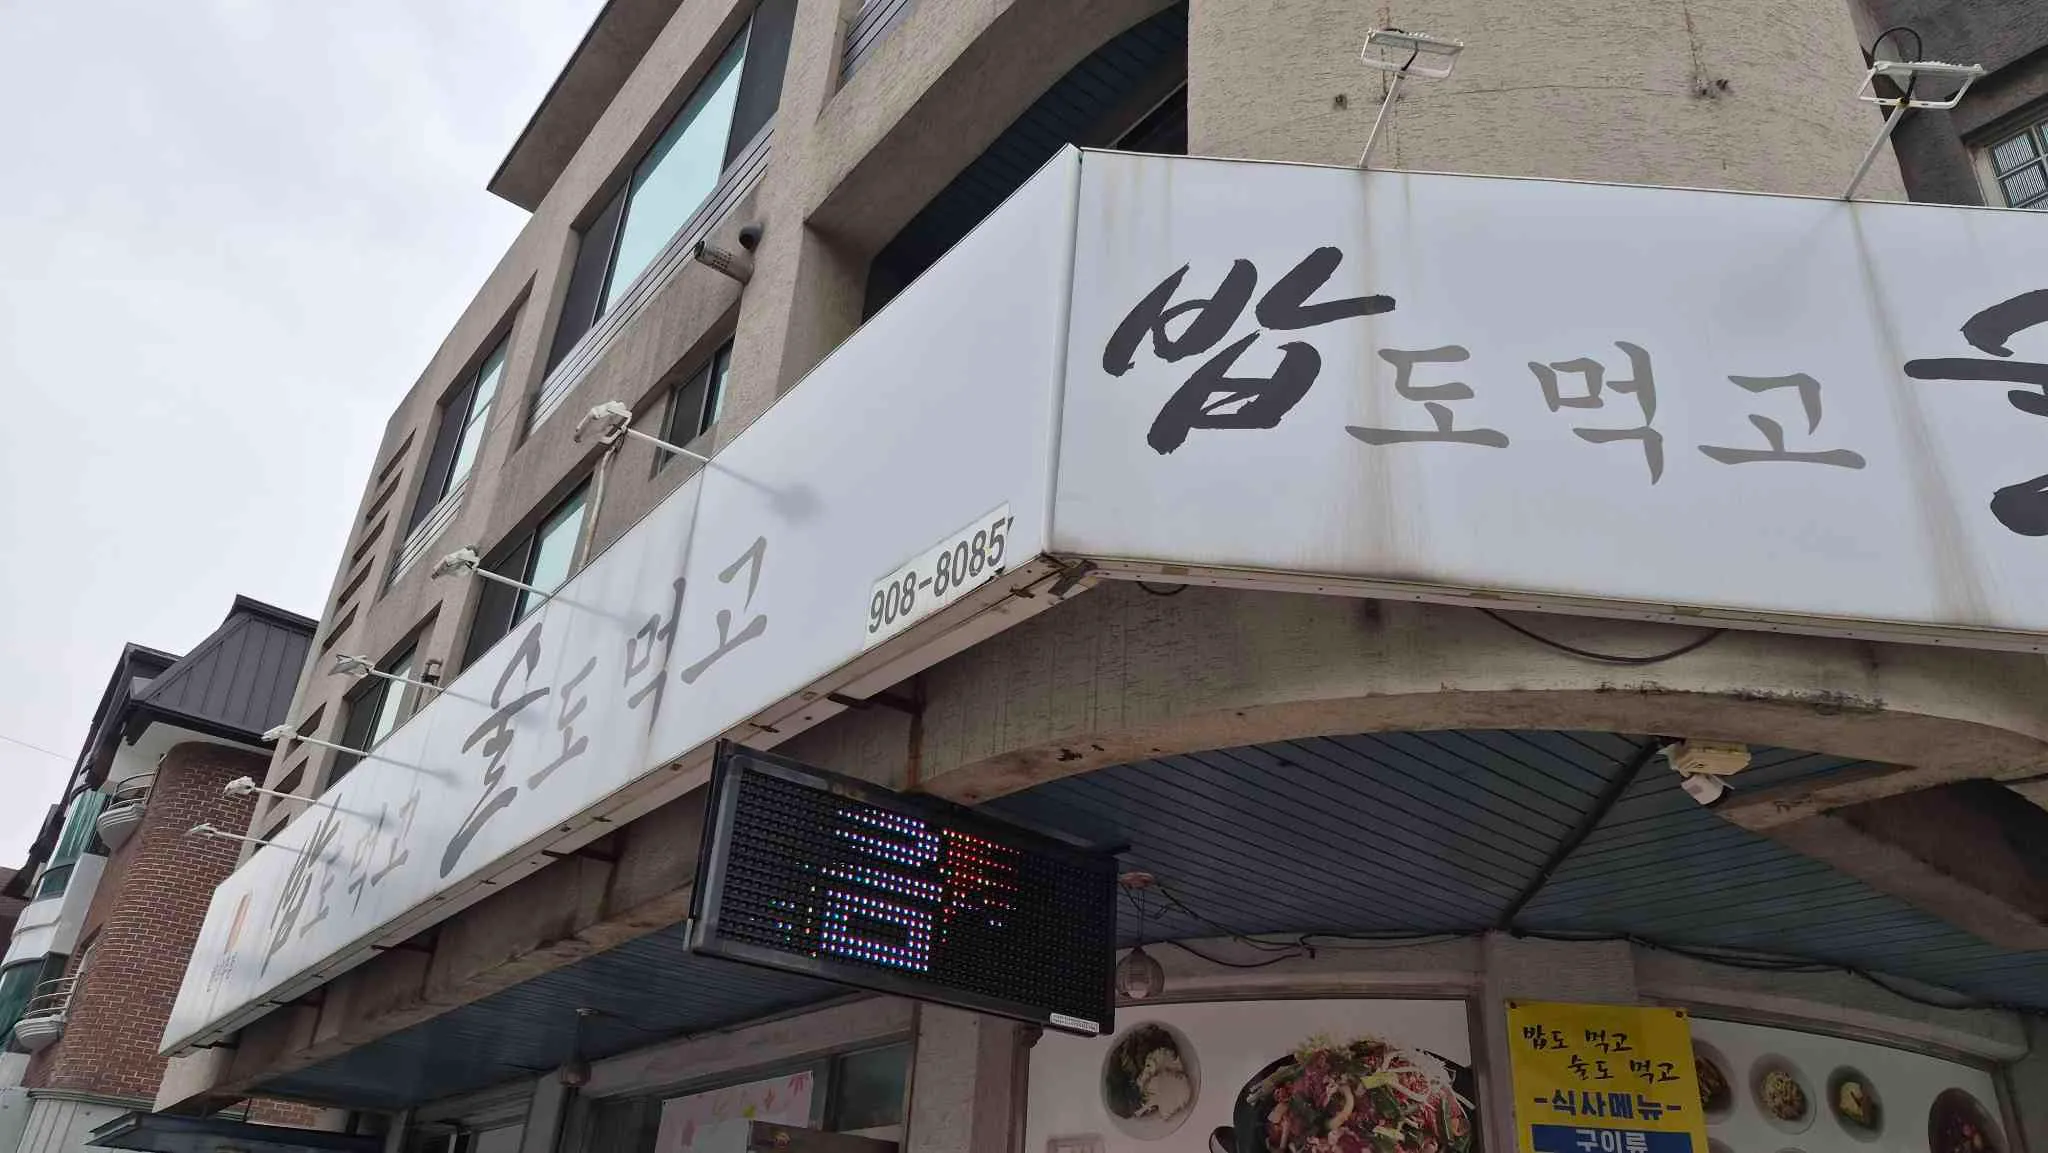 밥도먹고
908-8085
밥도먹고 술도먹고
금
밥도 먹고
술도 먹고
-식사메뉴-
구이류